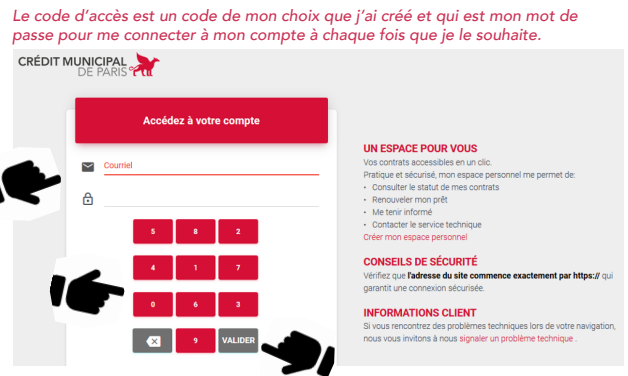 Le code d’accès est un code de mon choix que j’ai créé et qui est mon mot de
passe pour me connecter à mon compte à chaque fois que je le souhaite.
CRÉDIT MUNICIPAL
DE PARIS
Accédez à votre compte
Courriel
5 8 2
4 1 7
0 6 3
9 VALIDER
UN ESPACE POUR VOUS
Vos contrats accessibles en un clic.
Pratique et sécurisé, mon espace personnel me permet de:
• Consulter le statut de mes contrats
• Renouveler mon prêt
• Me tenir informé
• Contacter le service technique
Créer mon espace personnel
CONSEILS DE SÉCURITÉ
Vérifiez que l'adresse du site commence exactement par https:// qui
garantit une connexion sécurisée.
INFORMATIONS CLIENT
Si vous rencontrez des problèmes techniques lors de votre navigation,
nous vous invitons à nous signaler un problème technique .